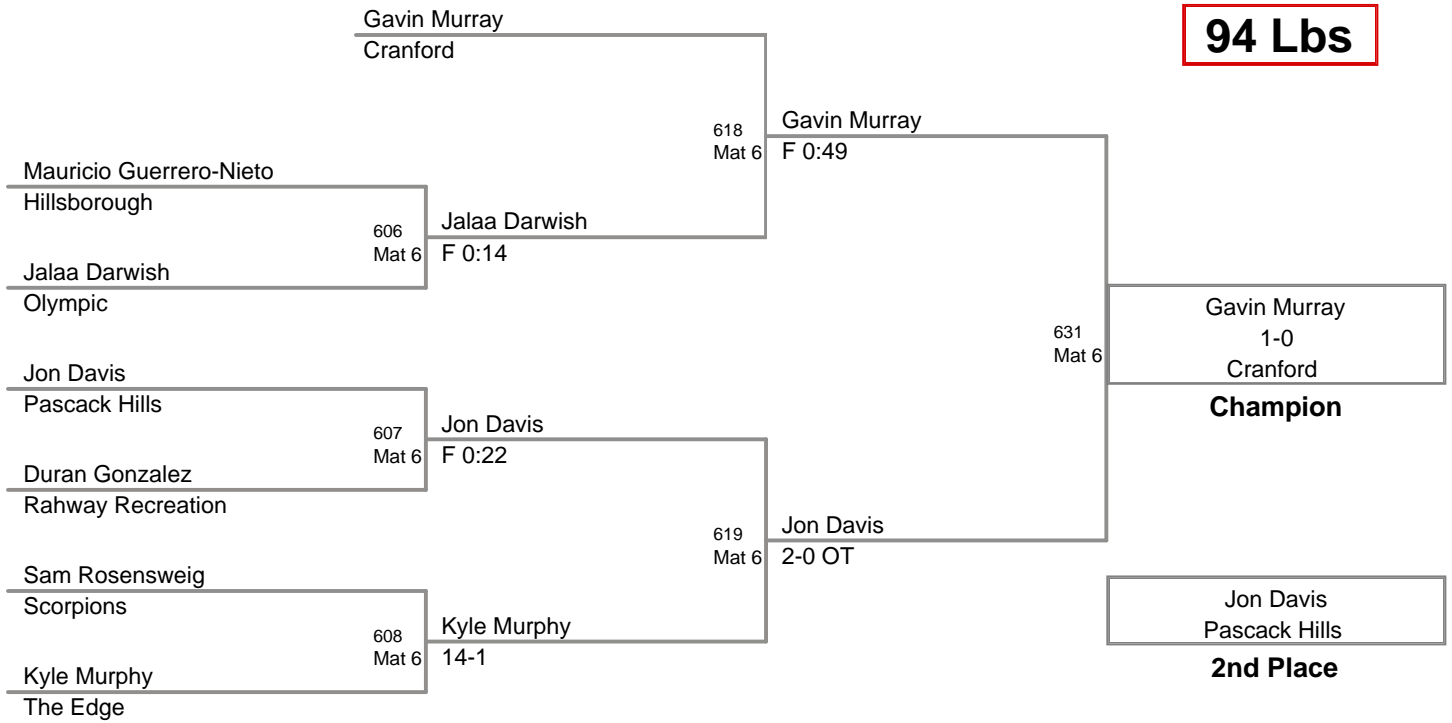 94 Lbs
Gavin Murray
Cranford
618
Mat 6
Gavin Murray
F 0:49
Mauricio Guerrero-Nieto
Hillsborough
606
Mat 6
Jalaa Darwish
F 0:14
Jalaa Darwish
Olympic
631
Mat 6
Gavin Murray
1-0
Cranford
Champion
Jon Davis
Pascack Hills
607
Mat 6
Jon Davis
F 0:22
Duran Gonzalez
Rahway Recreation
619
Mat 6
Jon Davis
2-0 OT
Sam Rosensweig
Scorpions
608
Mat 6
Kyle Murphy
14-1
Kyle Murphy
The Edge
Jon Davis
Pascack Hills
2nd Place